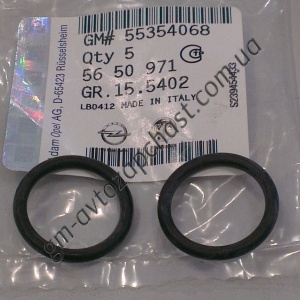 GM# 55354068
Qty 5
56 50 971
GR.15.5402
LB0412 MADE IN ITALY
dam Opel AG, D-65423 Rüsselsheim
gm-avtozapchast.com.ua